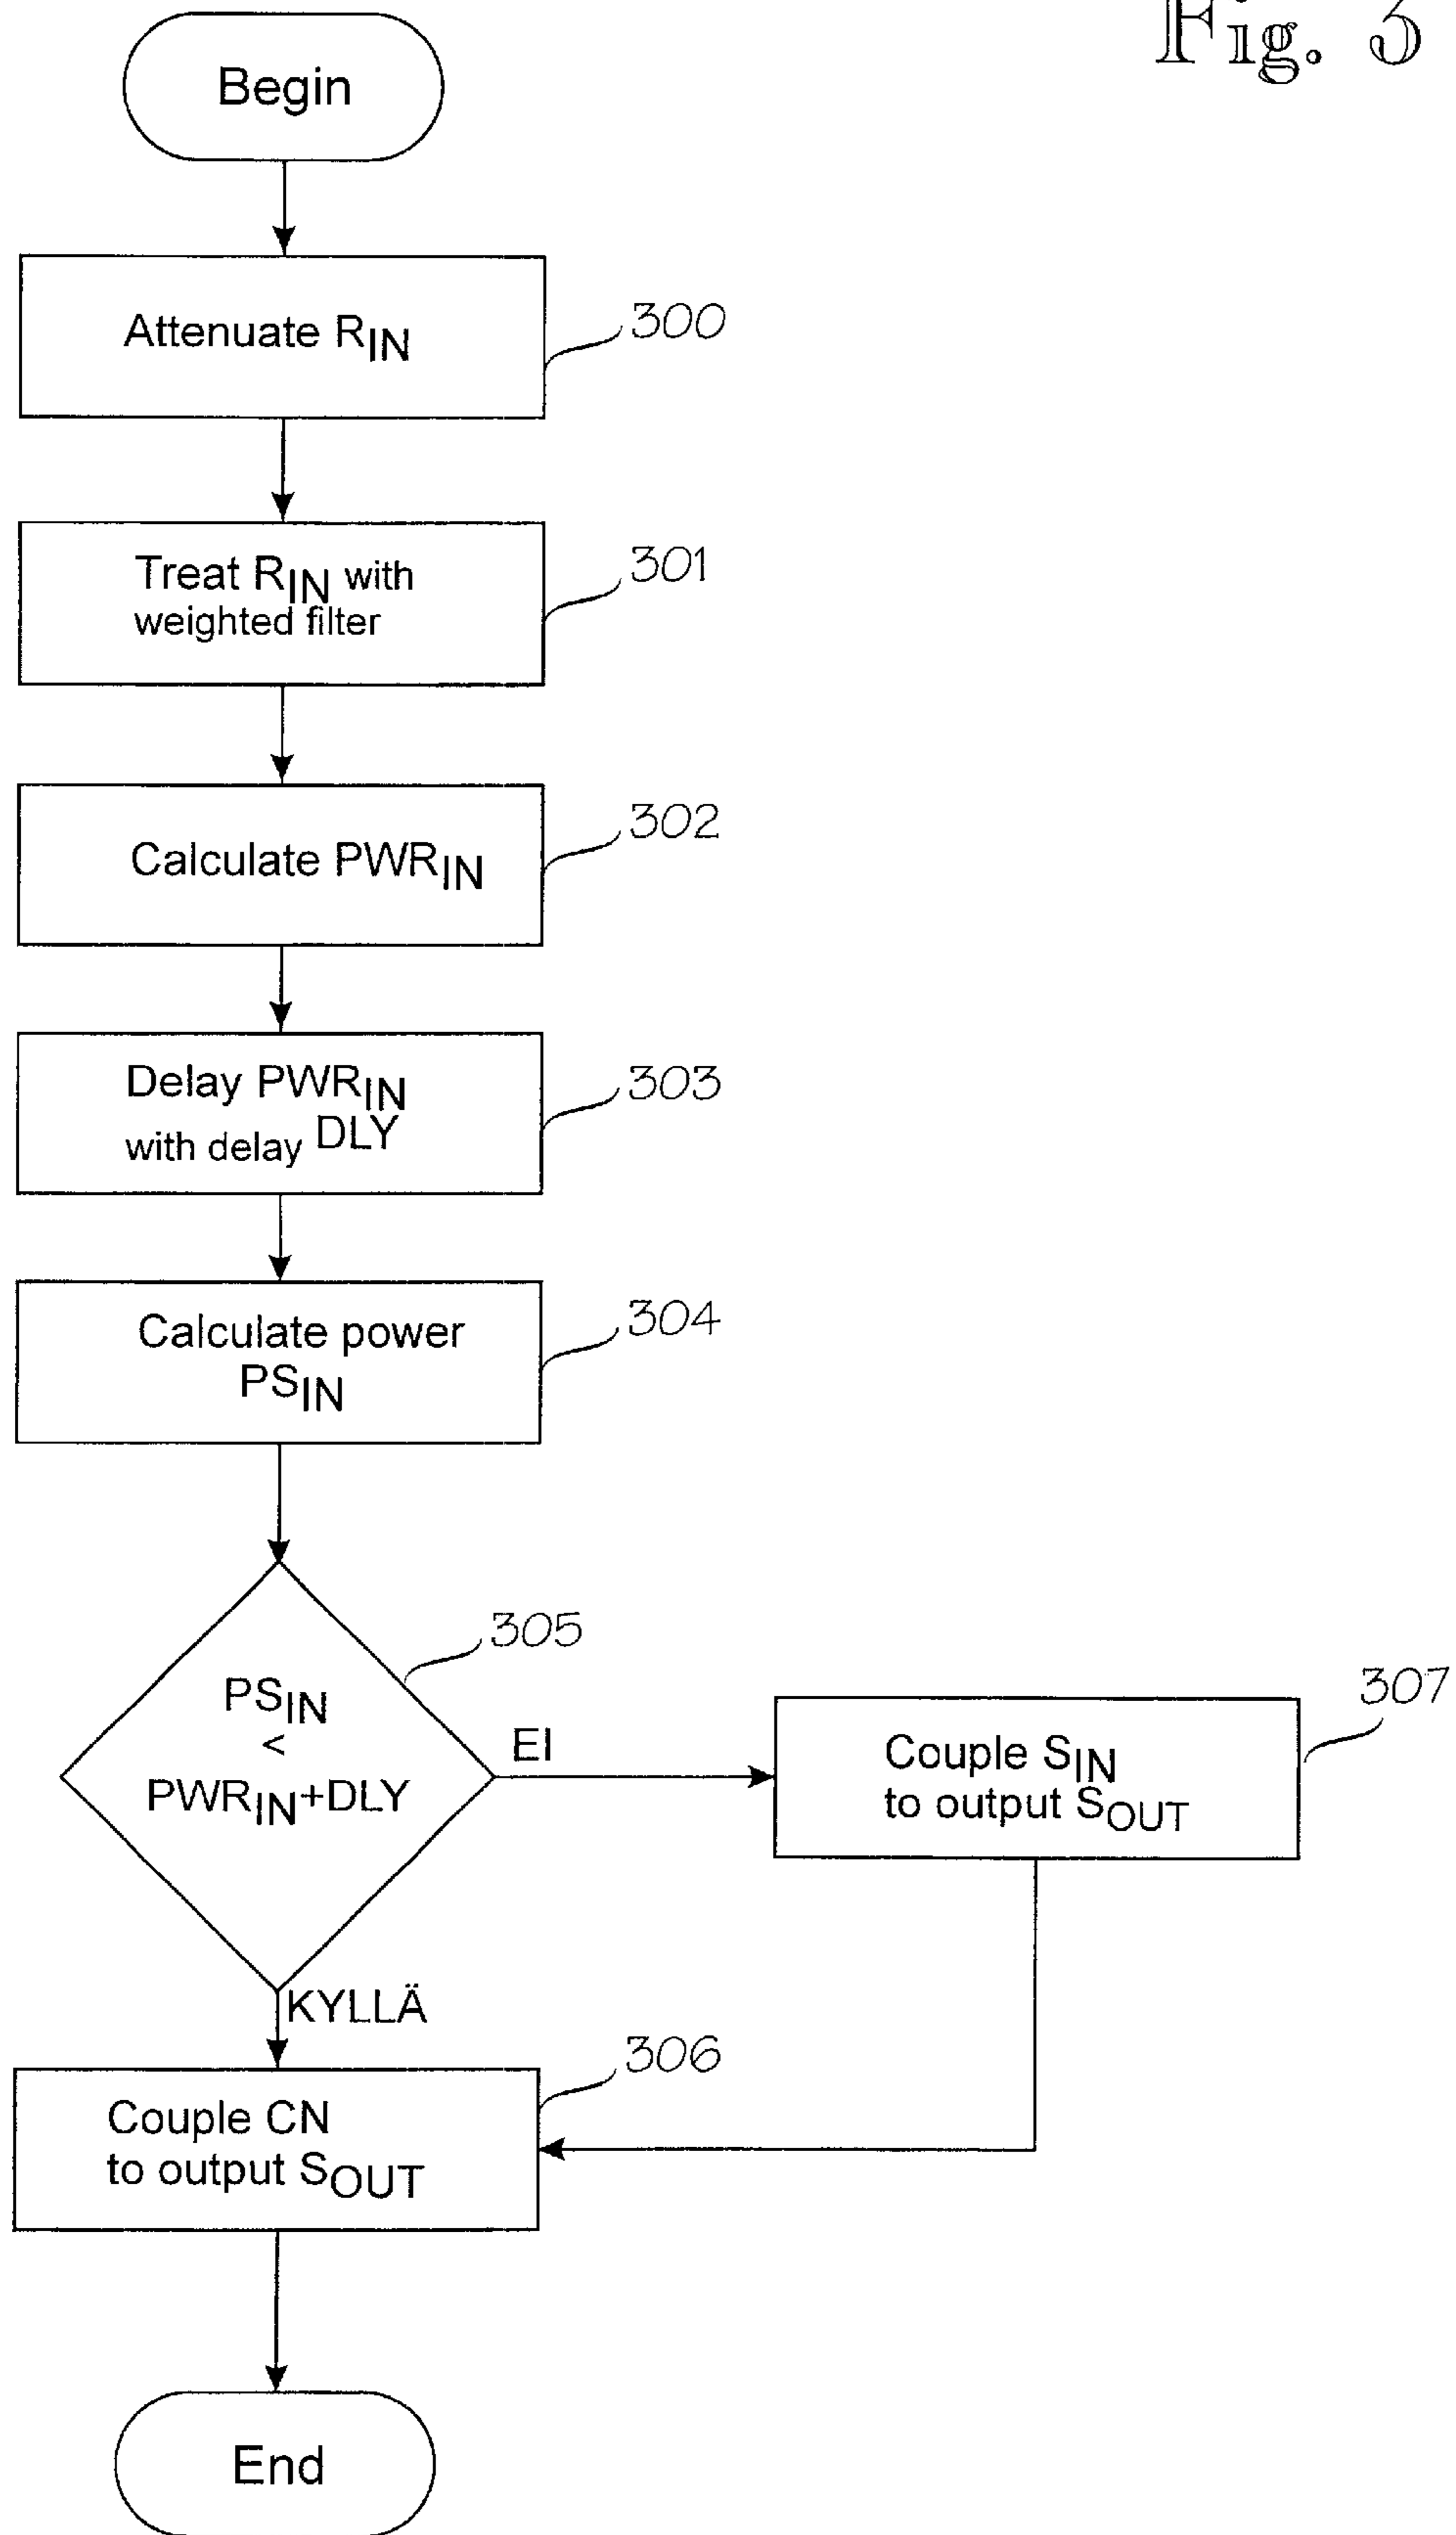 Fig. 3
Begin
Attenuate RIN
300
Treat RIN with
weighted filter
301
Calculate PWRIN
302
Delay PWRIN
with delay DLY
303
Calculate power
PSIN
304
305
PSIN
<
PWRIN+DLY
EI
307
Couple SIN
to output SOUT
KYLLÄ
306
Couple CN
to output SOUT
End